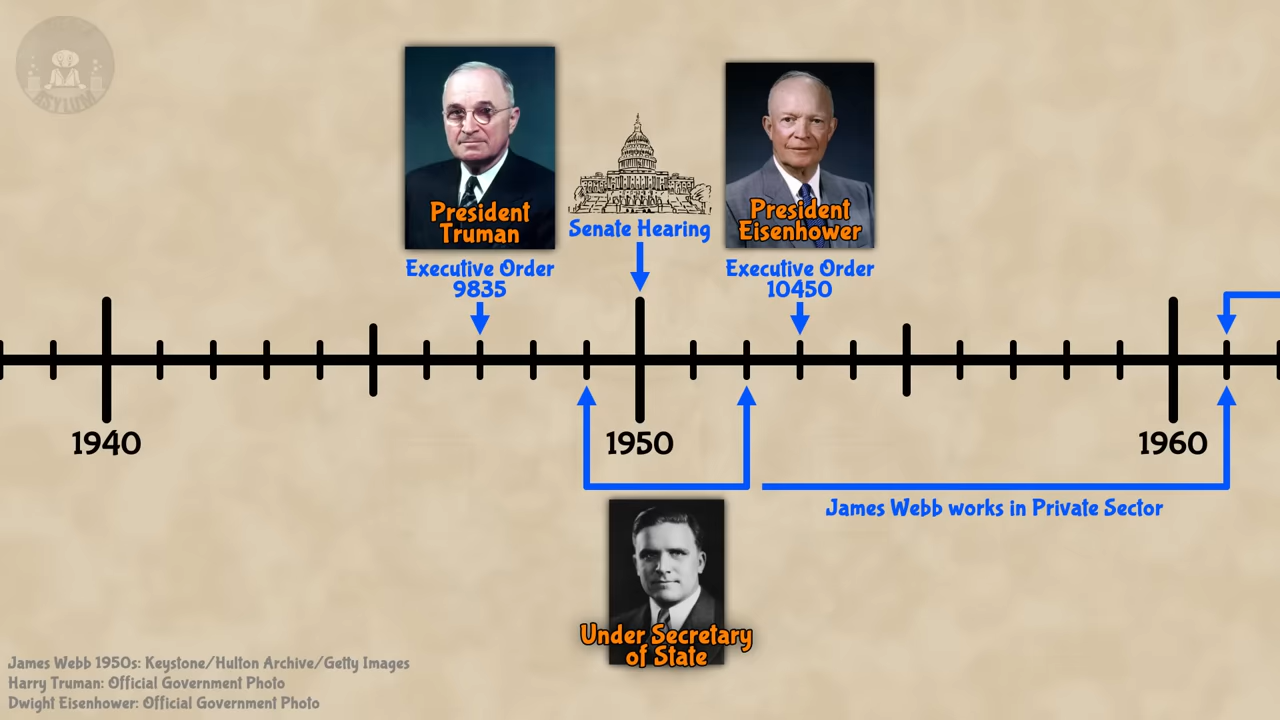 ASYLUM
President
Truman
President
Eisenhower
Senate Hearing
Executive Order
9835
Executive Order
10450
1940
1950
1960
James Webb works in Private Sector
Under Secretary
of State
James Webb 1950s: Keystone/Hulton Archive/Getty Images
Harry Truman: Official Government Photo
Dwight Eisenhower: Official Government Photo